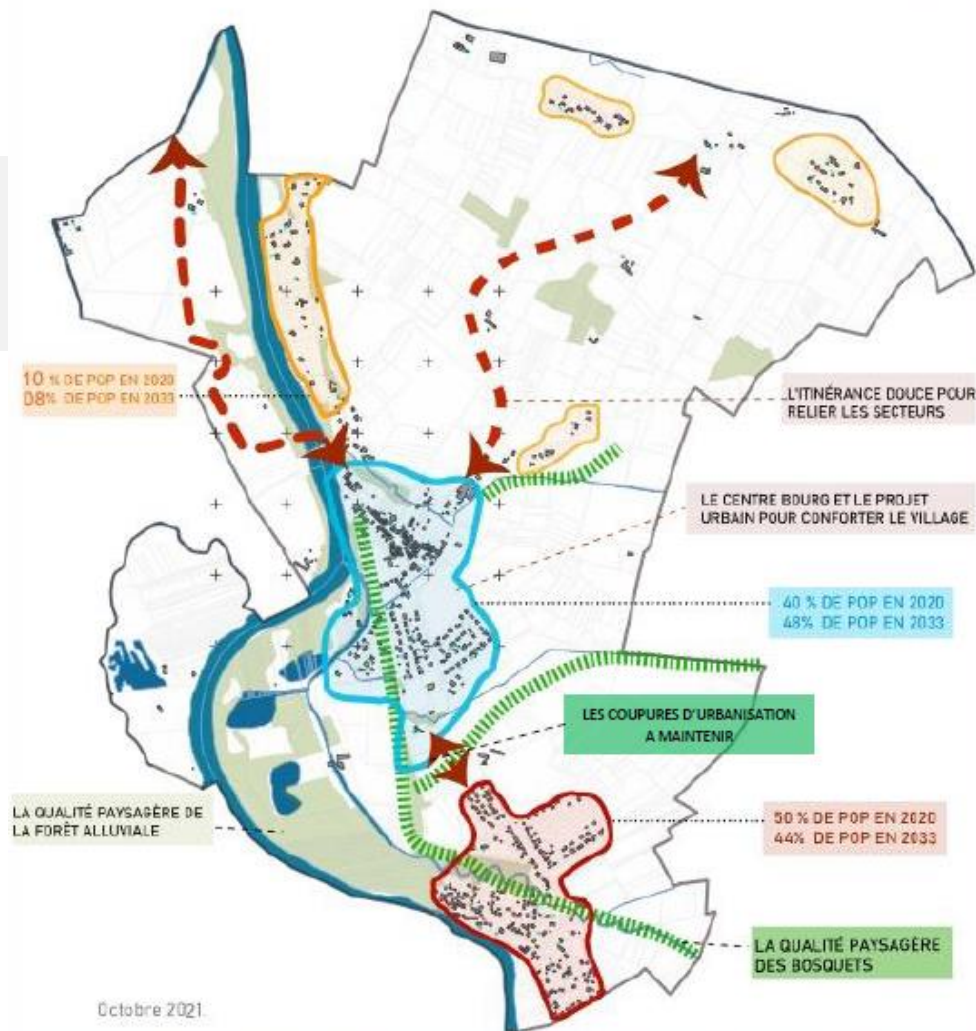 10 % DE POP EN 2020
08% DE POP EN 2033
L'ITINÉRANCE DOUCE POUR
RELIER LES SECTEURS
LE CENTRE BOURG ET LE PROJET
URBAIN POUR CONFORTER LE VILLAGE
40 % DE POP EN 2020
48% DE POP EN 2033
LES COUPURES D'URBANISATION
A MAINTENIR
LA QUALITÉ PAYSAGÈRE DE
LA FORÊT ALLUVIALE
50 % DE POP EN 2020
44% DE POP EN 2033
LA QUALITÉ PAYSAGÈRE
DES BOSQUETS
Octobre 2021.